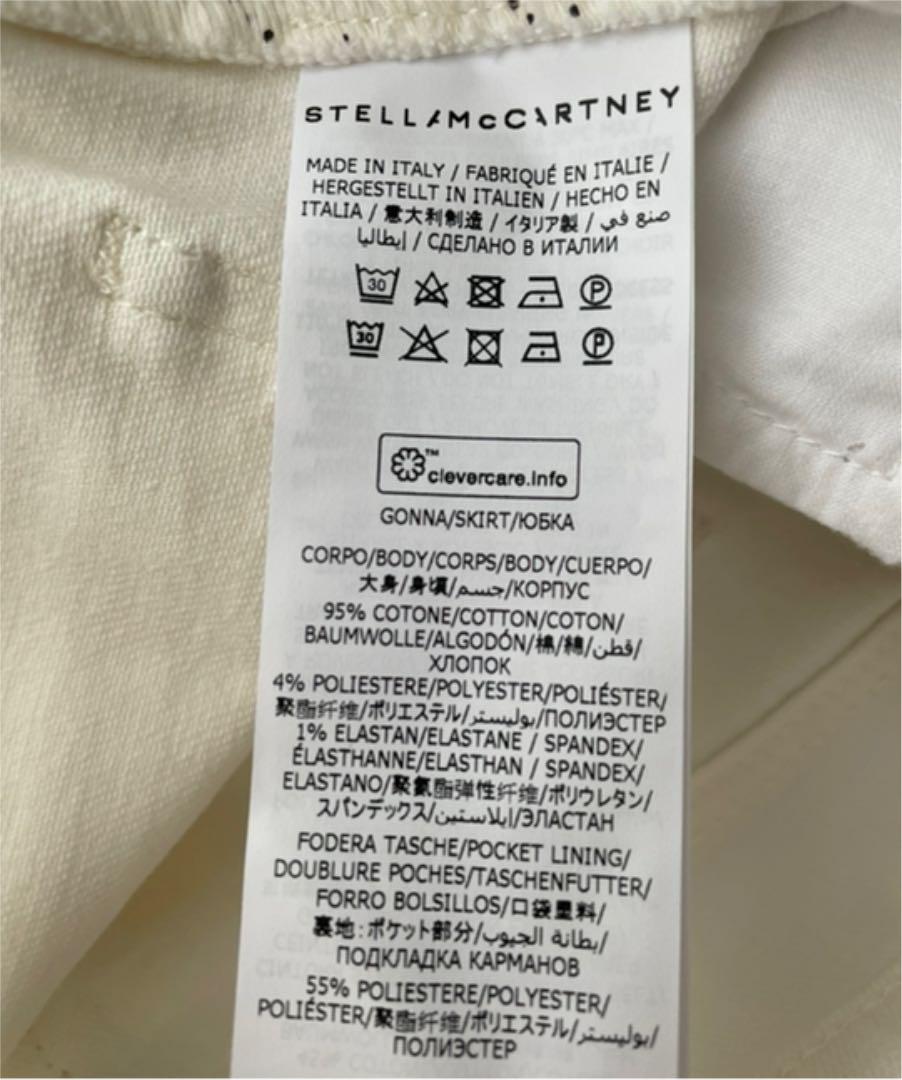 STELLA McCARTNEY
MADE IN ITALY / FABRIQUÉ EN ITALIE /
HERGESTELLT IN ITALIEN / HECHO EN
ITALIA / 意大利制造 / イタリア製 / صنع في
إيطاليا / СДЕЛАНО В ИТАЛИИ
30 P
30 P
clevercare.info™
GONNA/SKIRT/ЮБКА
CORPO/BODY/CORPS/BODY/CUERPO/
大身/身頃/جسم/КОРПУС
95% COTONE/COTTON/COTON/
BAUMWOLLE/ALGODÓN/棉/綿/قطن/
ХЛОПОК
4% POLIESTERE/POLYESTER/POLIÉSTER/
聚酯纤维/ポリエステル/بوليستر/ПОЛИЭСТЕР
1% ELASTAN/ELASTANE / SPANDEX/
ÉLASTHANNE/ELASTHAN / SPANDEX/
ELASTANO/聚氨酯弹性纤维/ポリウレタン/
スパンデックス/إيلاستين/ЭЛАСТАН
FODERA TASCHE/POCKET LINING/
DOUBLURE POCHES/TASCHENFUTTER/
FORRO BOLSILLOS/口袋里料/
裏地:ポケット部分/بطانة الجيوب/
ПОДКЛАДКА КАРМАНОВ
55% POLIESTERE/POLYESTER/
POLIÉSTER/聚酯纤维/ポリエステル/بوليستر/
ПОЛИЭСТЕР